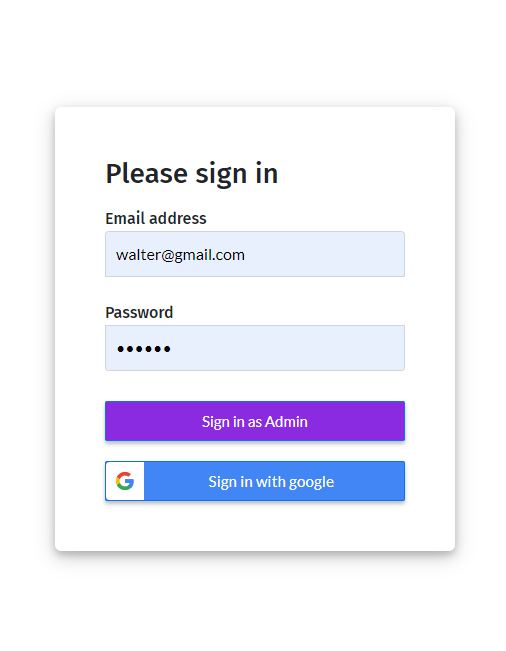 Please sign in
Email address
walter@gmail.com
Password
••••••
Sign in as Admin
Sign in with google